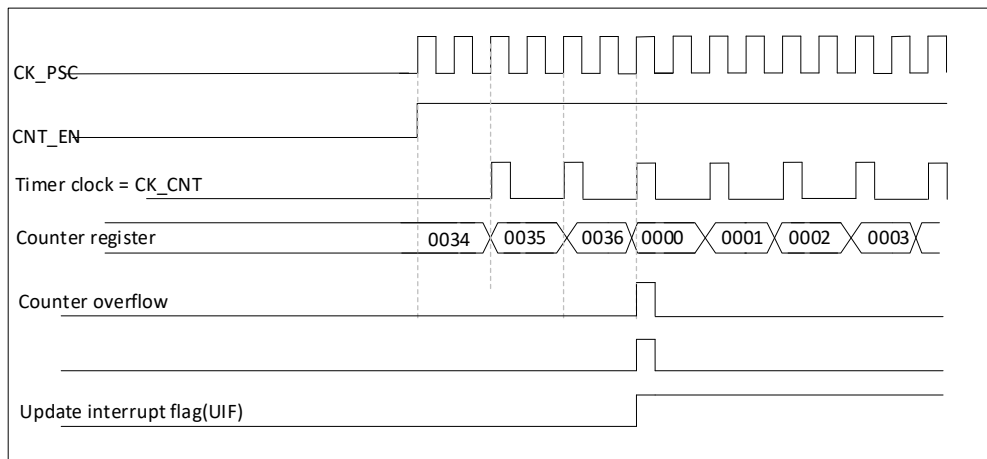 CK_PSC
CNT_EN
Timer clock = CK_CNT
Counter register 0034 0035 0036 0000 0001 0002 0003
Counter overflow
Update interrupt flag(UIF)